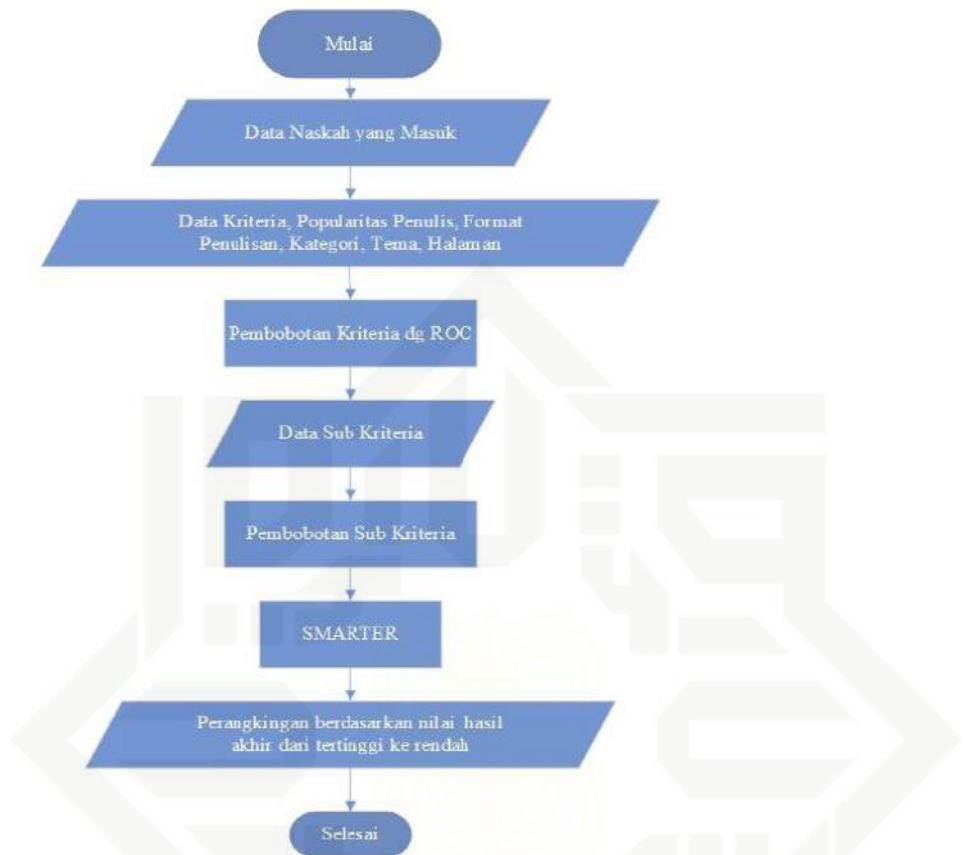 Mulai
Data Naskah yang Masuk
Data Kriteria, Popularitas Penulis, Format
Penulisan, Kategori, Tema, Halaman
Pembobotan Kriteria dg ROC
Data Sub Kriteria
Pembobotan Sub Kriteria
SMARTER
Perangkingan berdasarkan nilai hasil
akhir dari tertinggi ke rendah
Selesai